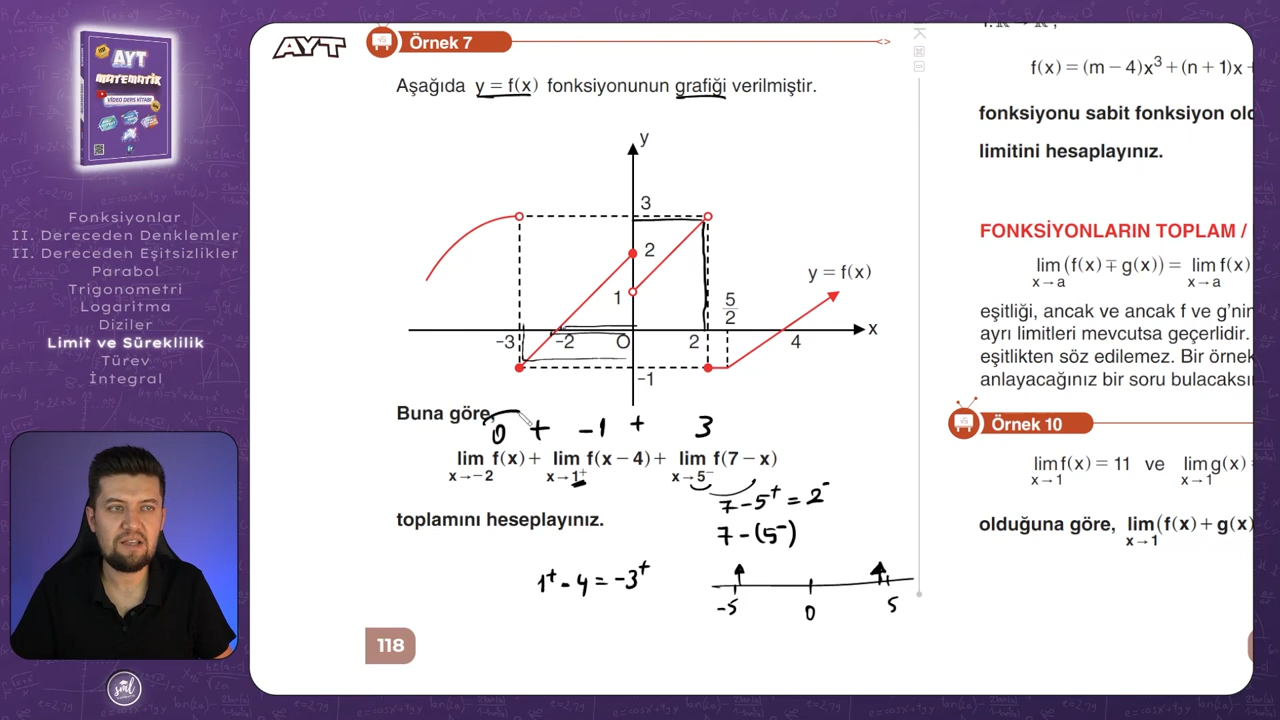 AYT
MATEMATİK
VİDEO DERS KİTABI
Fonksiyonlar
II. Dereceden Denklemler
II. Dereceden Eşitsizlikler
Parabol
Trigonometri
Logaritma
Diziler
Limit ve Süreklilik
Türev
İntegral
sml
AYT
Örnek 7
Aşağıda y = f(x) fonksiyonunun grafiği verilmiştir.
y
3
2
1
y = f(x)
5
2
-3
-2
O
2
4
x
-1
Buna göre,
0 + -1 + 3
lim f(x) + lim f(x – 4) + lim f(7 – x)
x→–2 x→1⁺ x→5⁻
7 - 5⁺ = 2⁻
toplamını heseplayınız.
7 - (5⁻)
1⁺ - 4 = -3⁺
-5 0 5
118
f(x) = (m – 4)x³ + (n + 1)x +
fonksiyonu sabit fonksiyon old
limitini hesaplayınız.
FONKSİYONLARIN TOPLAM /
lim (f(x) ∓ g(x)) = lim f(x)
x→a x→a
eşitliği, ancak ve ancak f ve g'nin
ayrı limitleri mevcutsa geçerlidir.
eşitlikten söz edilemez. Bir örnek
anlayacağınız bir soru bulacaksı
Örnek 10
lim f(x) = 11 ve lim g(x) =
x→1 x→1
olduğuna göre, lim (f(x) + g(x)
x→1